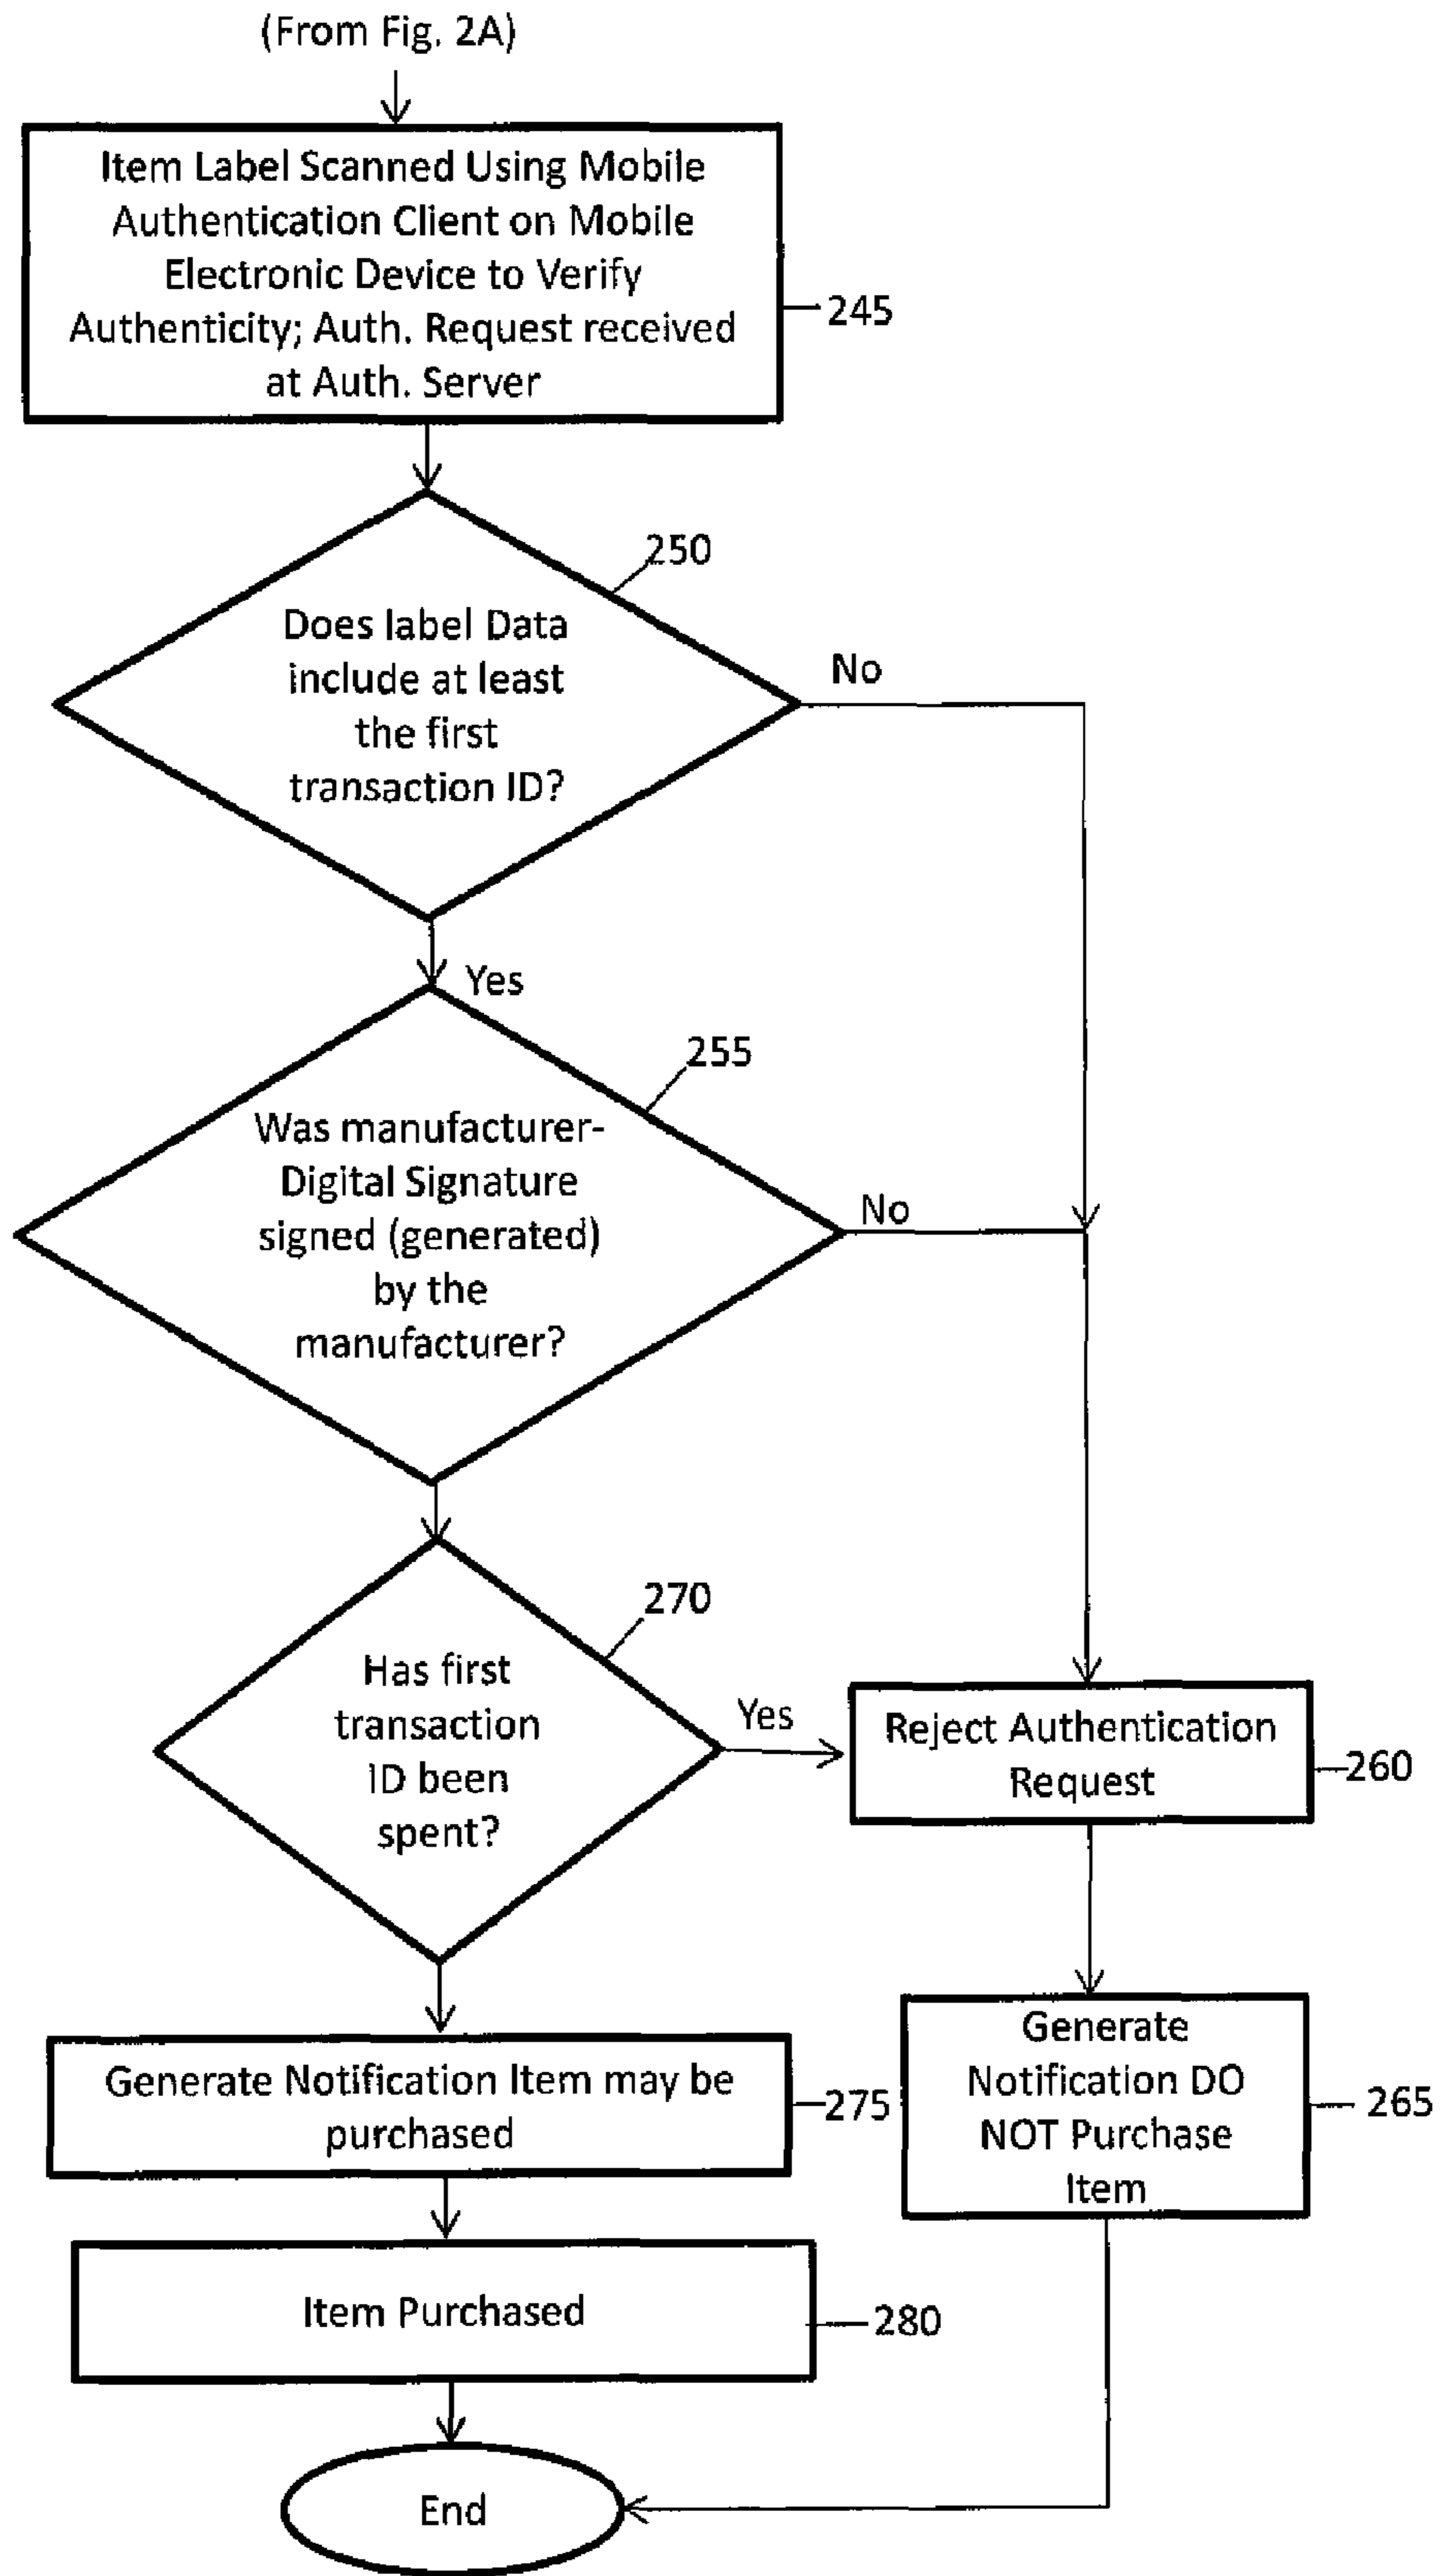 (From Fig. 2A)
Item Label Scanned Using Mobile
Authentication Client on Mobile
Electronic Device to Verify
Authenticity; Auth. Request received
at Auth. Server
245
250
Does label Data
include at least
the first
transaction ID?
No
Yes
255
Was manufacturer-
Digital Signature
signed (generated)
by the
manufacturer?
No
270
Has first
transaction
ID been
spent?
Yes
Reject Authentication
Request
260
Generate Notification Item may be
purchased
275
Generate
Notification DO
NOT Purchase
Item
265
Item Purchased
280
End